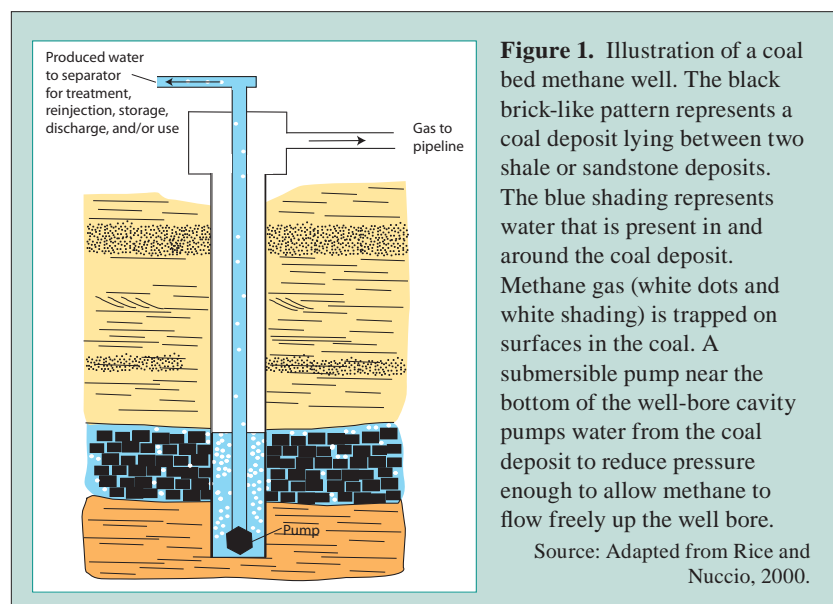 Produced water
to separator
for treatment,
reinjection, storage,
discharge, and/or use
Gas to
pipeline
Pump
Figure 1. Illustration of a coal
bed methane well. The black
brick-like pattern represents a
coal deposit lying between two
shale or sandstone deposits.
The blue shading represents
water that is present in and
around the coal deposit.
Methane gas (white dots and
white shading) is trapped on
surfaces in the coal. A
submersible pump near the
bottom of the well-bore cavity
pumps water from the coal
deposit to reduce pressure
enough to allow methane to
flow freely up the well bore.
Source: Adapted from Rice and
Nuccio, 2000.